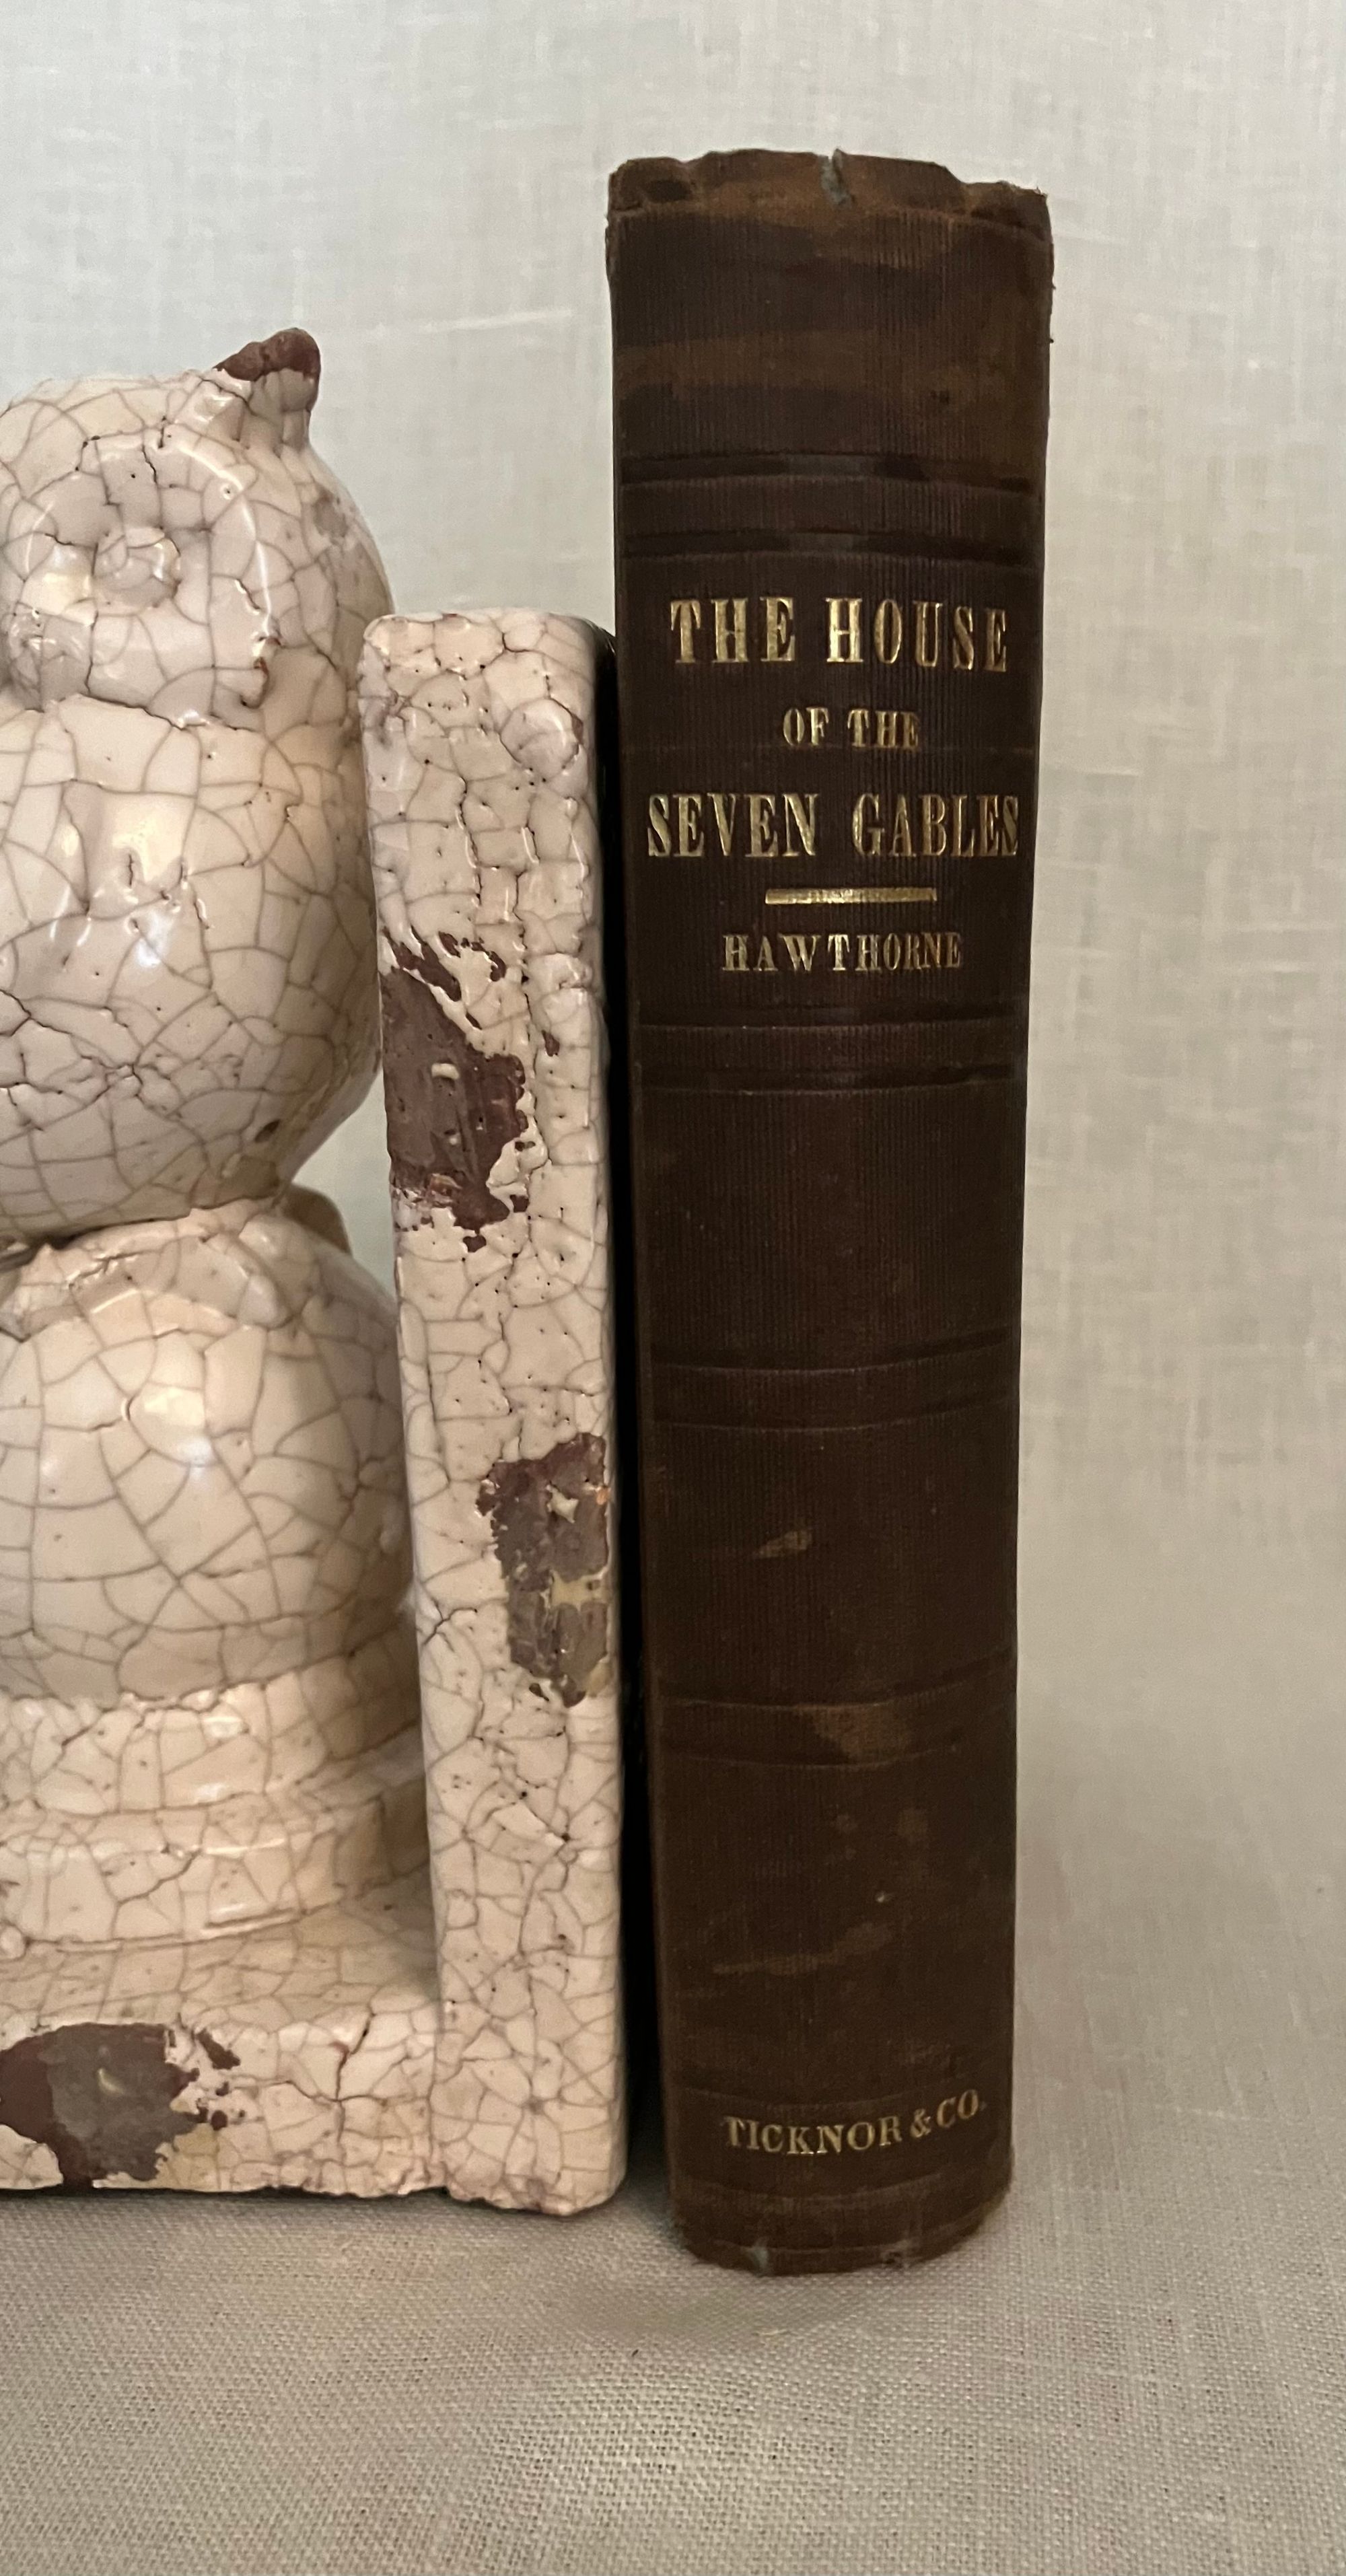 THE HOUSE
OF THE
SEVEN GABLES
HAWTHORNE
TICKNOR & CO.